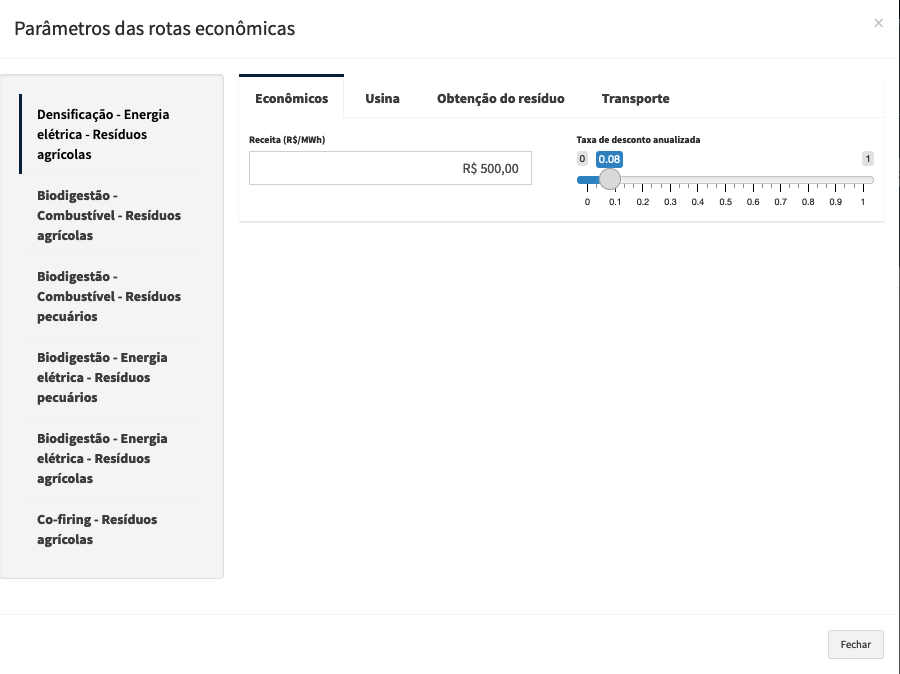 Parâmetros das rotas econômicas
×
Densificação - Energia
elétrica - Resíduos
agrícolas
Biodigestão -
Combustível - Resíduos
agrícolas
Biodigestão -
Combustível - Resíduos
pecuários
Biodigestão - Energia
elétrica - Resíduos
pecuários
Biodigestão - Energia
elétrica - Resíduos
agrícolas
Co-firing - Resíduos
agrícolas
Econômicos Usina Obtenção do resíduo Transporte
Receita (R$/MWh)
R$ 500,00
Taxa de desconto anualizada
0 0.08 1
0 0.1 0.2 0.3 0.4 0.5 0.6 0.7 0.8 0.9 1
Fechar